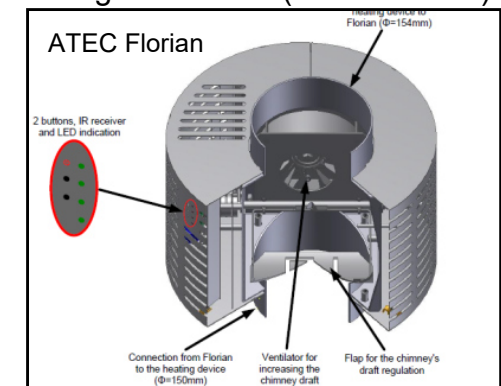 ATEC Florian
heating device to
Florian (Φ=154mm)
2 buttons, IR receiver
and LED indication
Connection from Florian
to the heating device
(Φ=150mm)
Ventilator for
increasing the
chimney draft
Flap for the chimney's
draft regulation